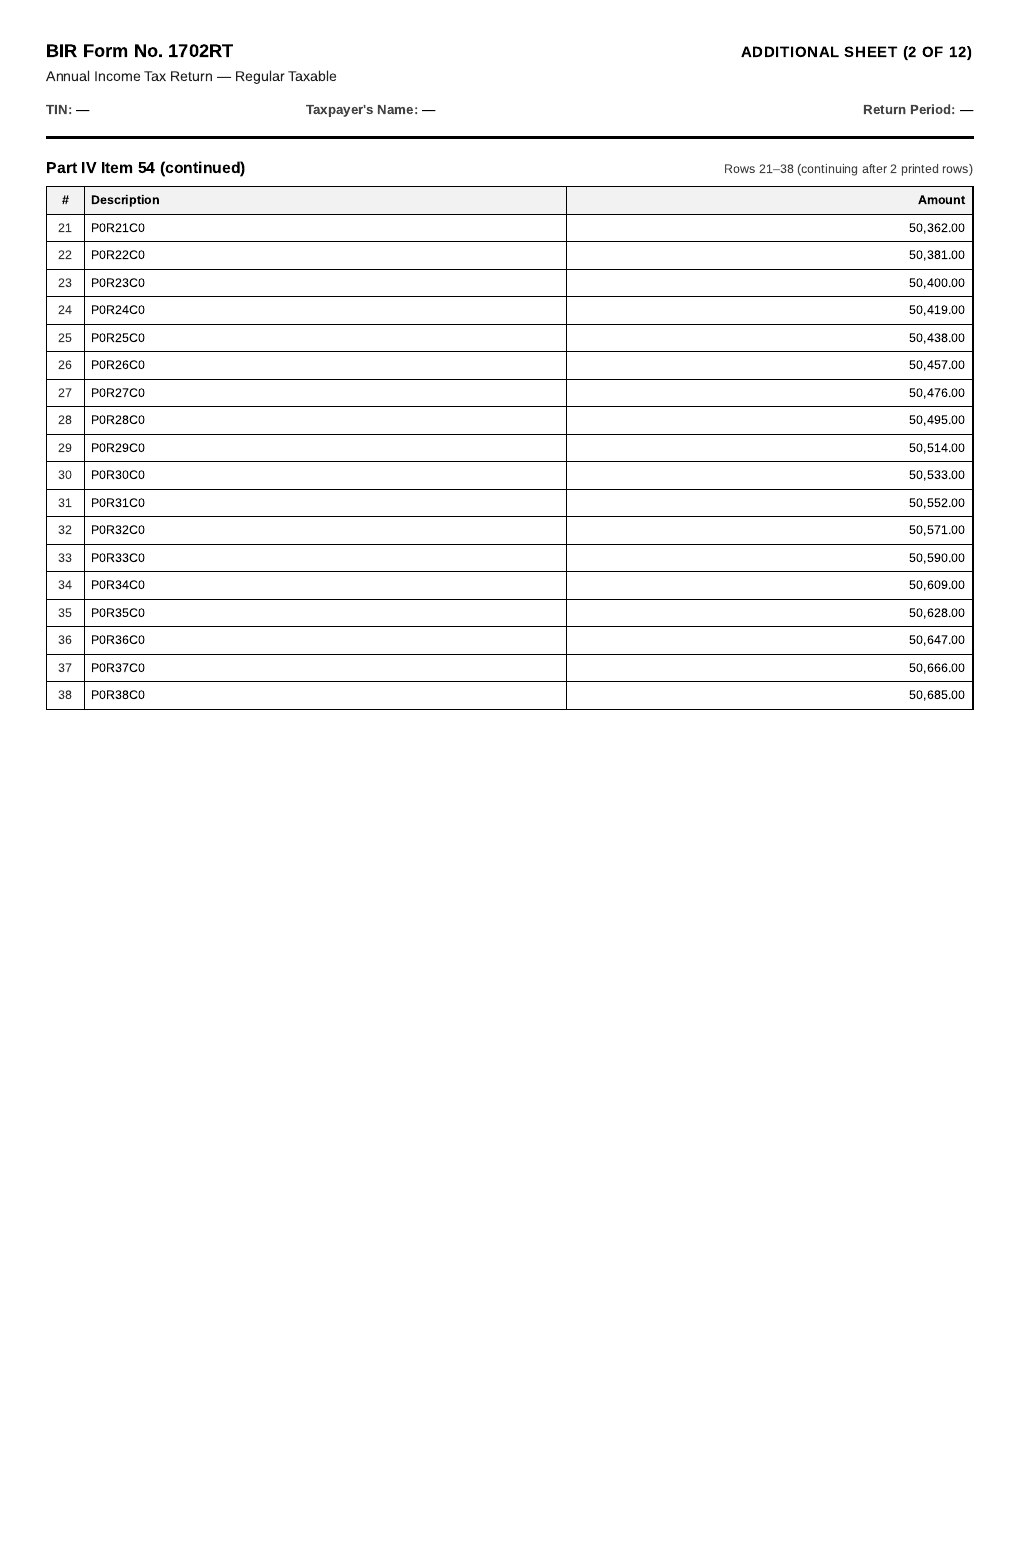 BIR Form No. 1702RT
ADDITIONAL SHEET (2 OF 12)
Annual Income Tax Return — Regular Taxable
TIN: — Taxpayer's Name: — Return Period: —
Part IV Item 54 (continued) Rows 21–38 (continuing after 2 printed rows)
# Description Amount
21 P0R21C0 50,362.00
22 P0R22C0 50,381.00
23 P0R23C0 50,400.00
24 P0R24C0 50,419.00
25 P0R25C0 50,438.00
26 P0R26C0 50,457.00
27 P0R27C0 50,476.00
28 P0R28C0 50,495.00
29 P0R29C0 50,514.00
30 P0R30C0 50,533.00
31 P0R31C0 50,552.00
32 P0R32C0 50,571.00
33 P0R33C0 50,590.00
34 P0R34C0 50,609.00
35 P0R35C0 50,628.00
36 P0R36C0 50,647.00
37 P0R37C0 50,666.00
38 P0R38C0 50,685.00